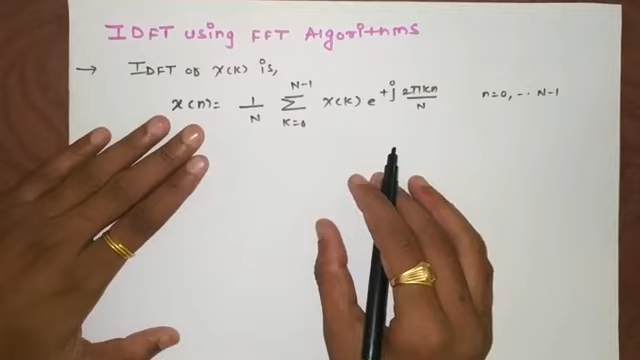 IDFT using FFT Algorithms
→ IDFT of X(K) is,
x(n) = 1/N ∑_{K=0}^{N-1} X(K) e^{+j 2πKn/N} n=0, -- N-1